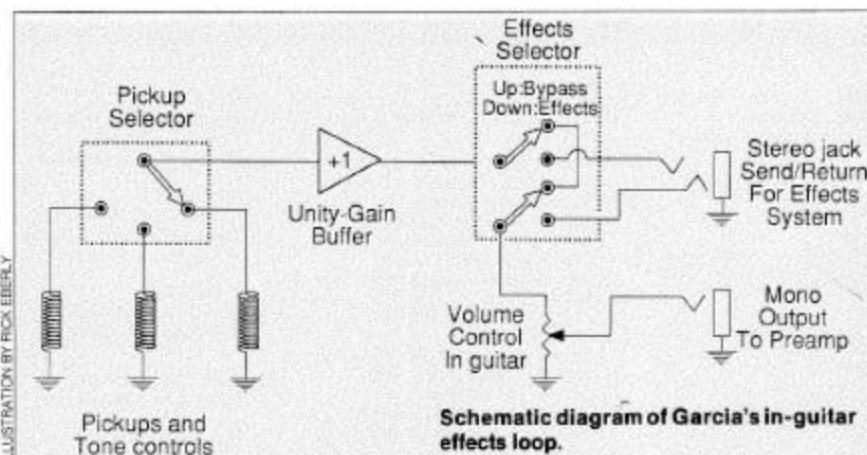 Effects
Selector
Pickup
Selector
Up:Bypass
Down:Effects
+1
Unity-Gain
Buffer
Stereo jack
Send/Return
For Effects
System
Volume
Control
In guitar
Mono
Output
To Preamp
Pickups and
Tone controls
Schematic diagram of Garcia's in-guitar
effects loop.
LUSTRATION BY RICK EBERLY